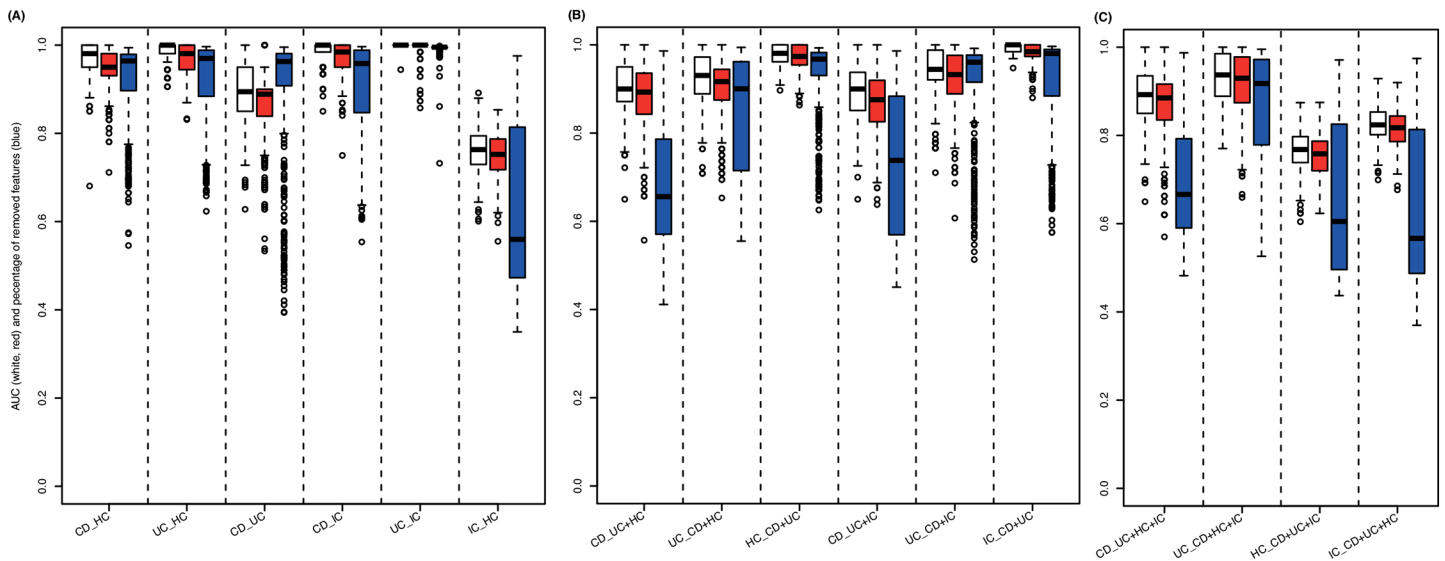 (A)
AUC (white, red) and pecentage of removed features (blue)
1.0
0.8
0.6
0.4
0.2
0.0
CD_HC
UC_HC
CD_UC
CD_IC
UC_IC
IC_HC
(B)
1.0
0.8
0.6
0.4
0.2
0.0
CD_UC+HC
UC_CD+HC
HC_CD+UC
CD_UC+IC
UC_CD+IC
IC_CD+UC
(C)
1.0
0.8
0.6
0.4
0.2
0.0
CD_UC+HC+IC
UC_CD+HC+IC
HC_CD+UC+IC
IC_CD+UC+HC